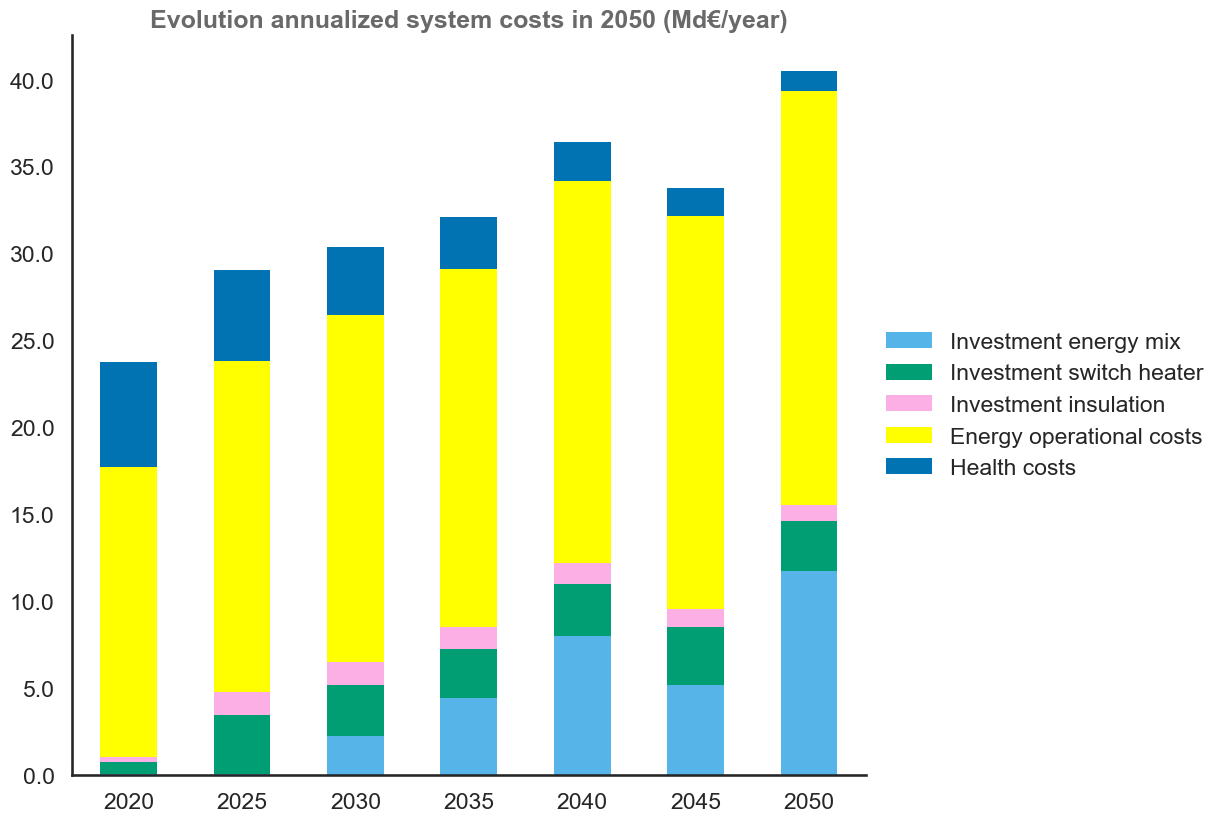 Evolution annualized system costs in 2050 (Md€/year)
40.0
35.0
30.0
25.0
20.0
15.0
10.0
5.0
0.0
2020 2025 2030 2035 2040 2045 2050
Investment energy mix
Investment switch heater
Investment insulation
Energy operational costs
Health costs